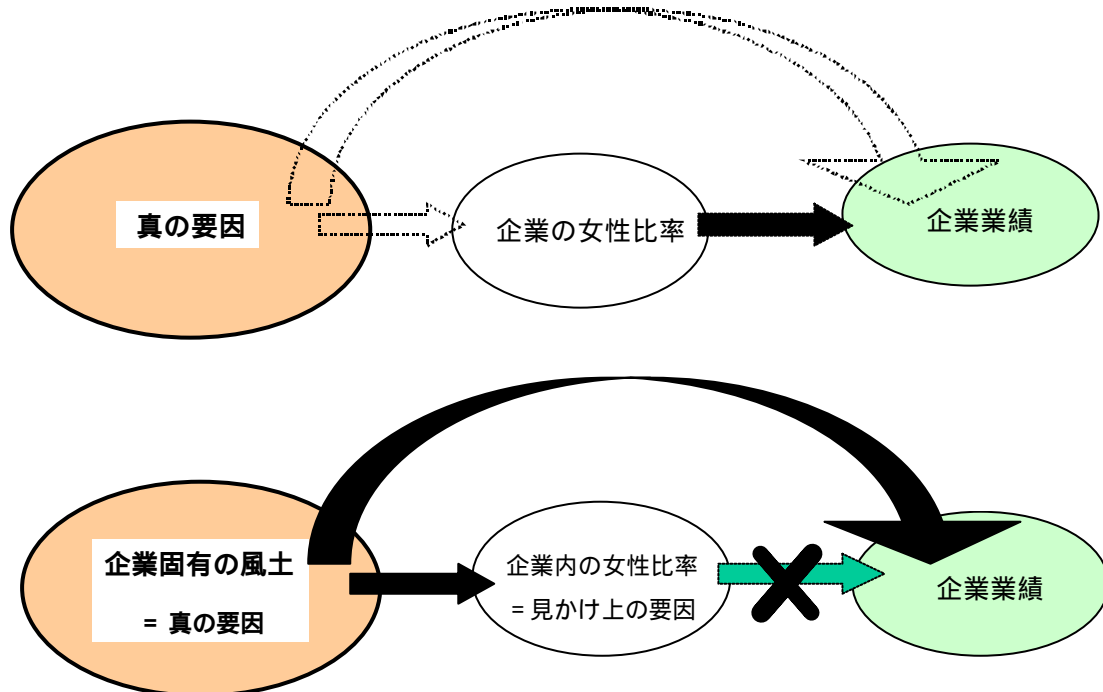 真の要因
企業の女性比率
企業業績
企業固有の風土
= 真の要因
企業内の女性比率
= 見かけ上の要因
企業業績